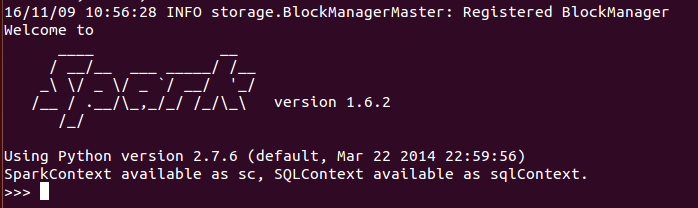 16/11/09 10:56:28 INFO storage.BlockManagerMaster: Registered BlockManager
Welcome to
      ____              __
     / __/__  ___ _____/ /__
    _\ \/ _ \/ _ `/ __/  '_/
   /__ / .__/\_,_/_/ /_/\_\   version 1.6.2
      /_/

Using Python version 2.7.6 (default, Mar 22 2014 22:59:56)
SparkContext available as sc, SQLContext available as sqlContext.
>>>